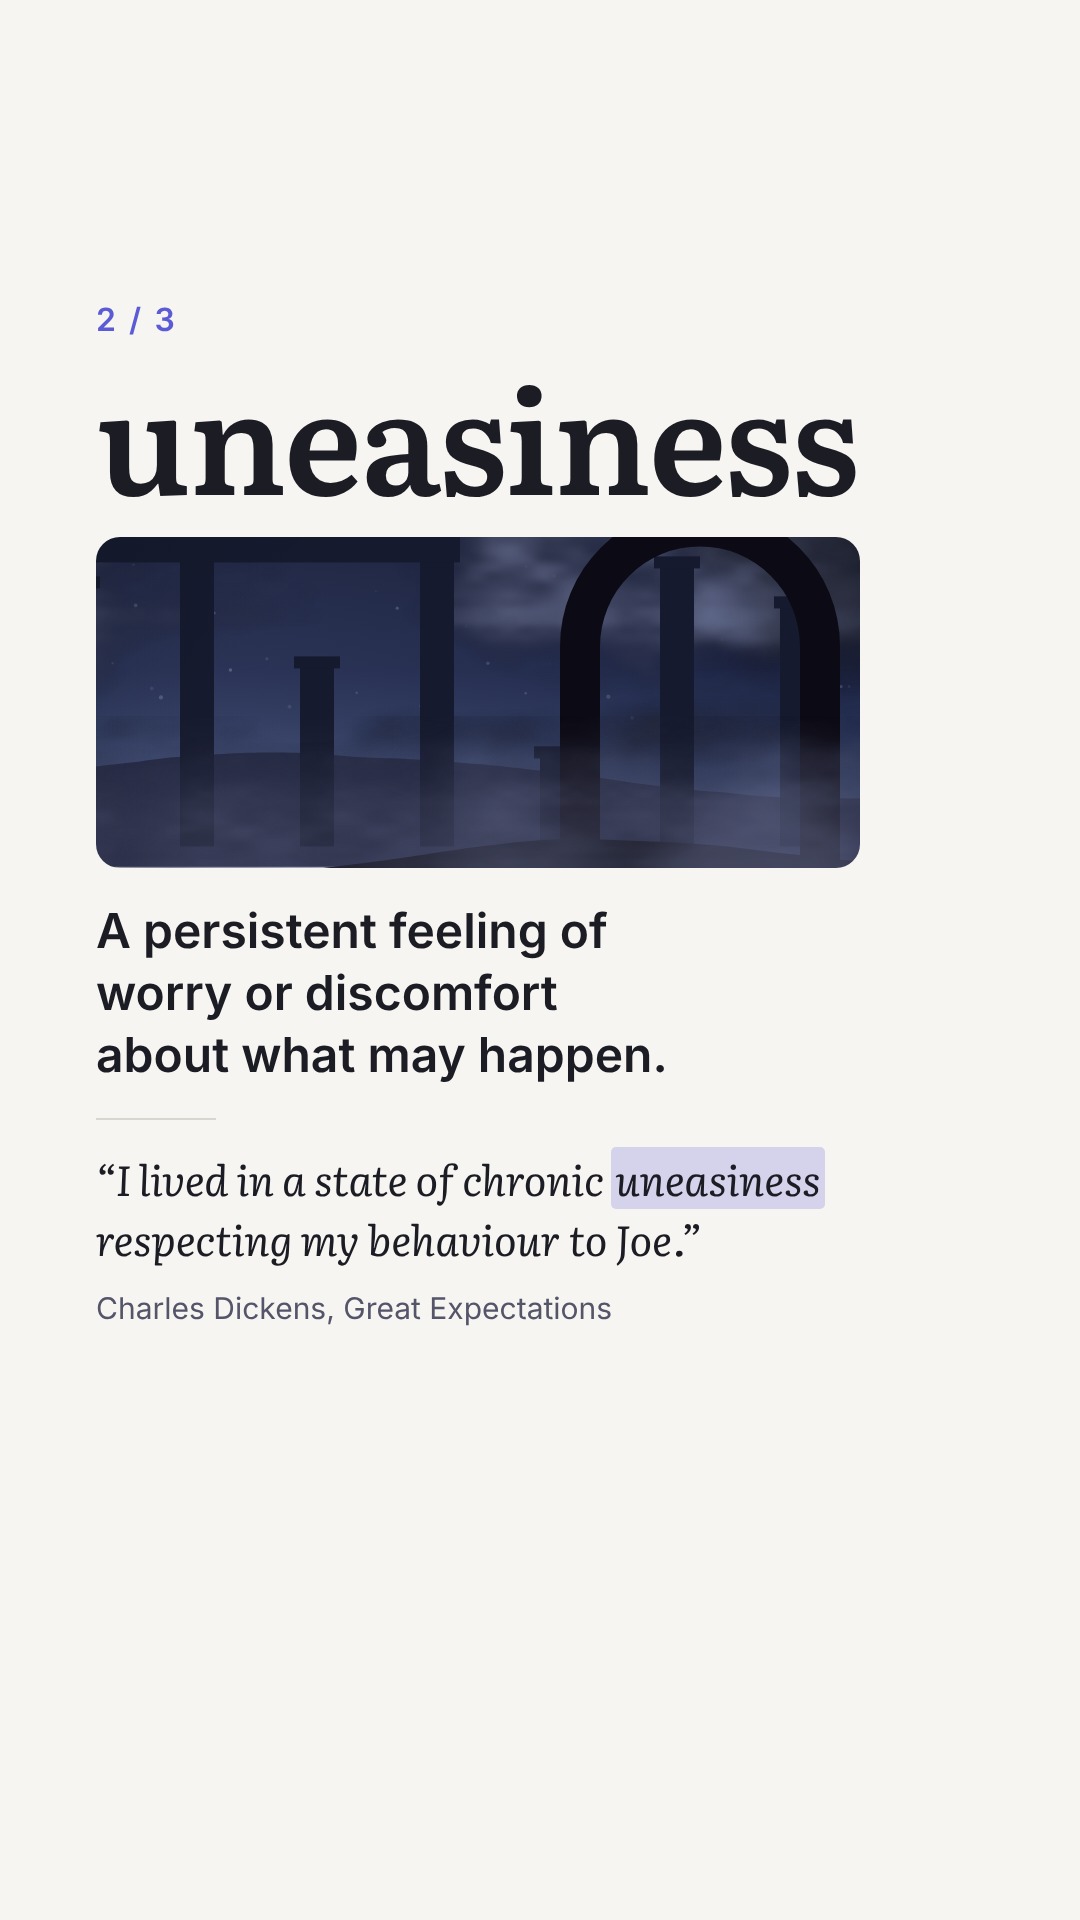 2 / 3
uneasiness
A persistent feeling of
worry or discomfort
about what may happen.
“I lived in a state of chronic uneasiness
respecting my behaviour to Joe.”
Charles Dickens, Great Expectations